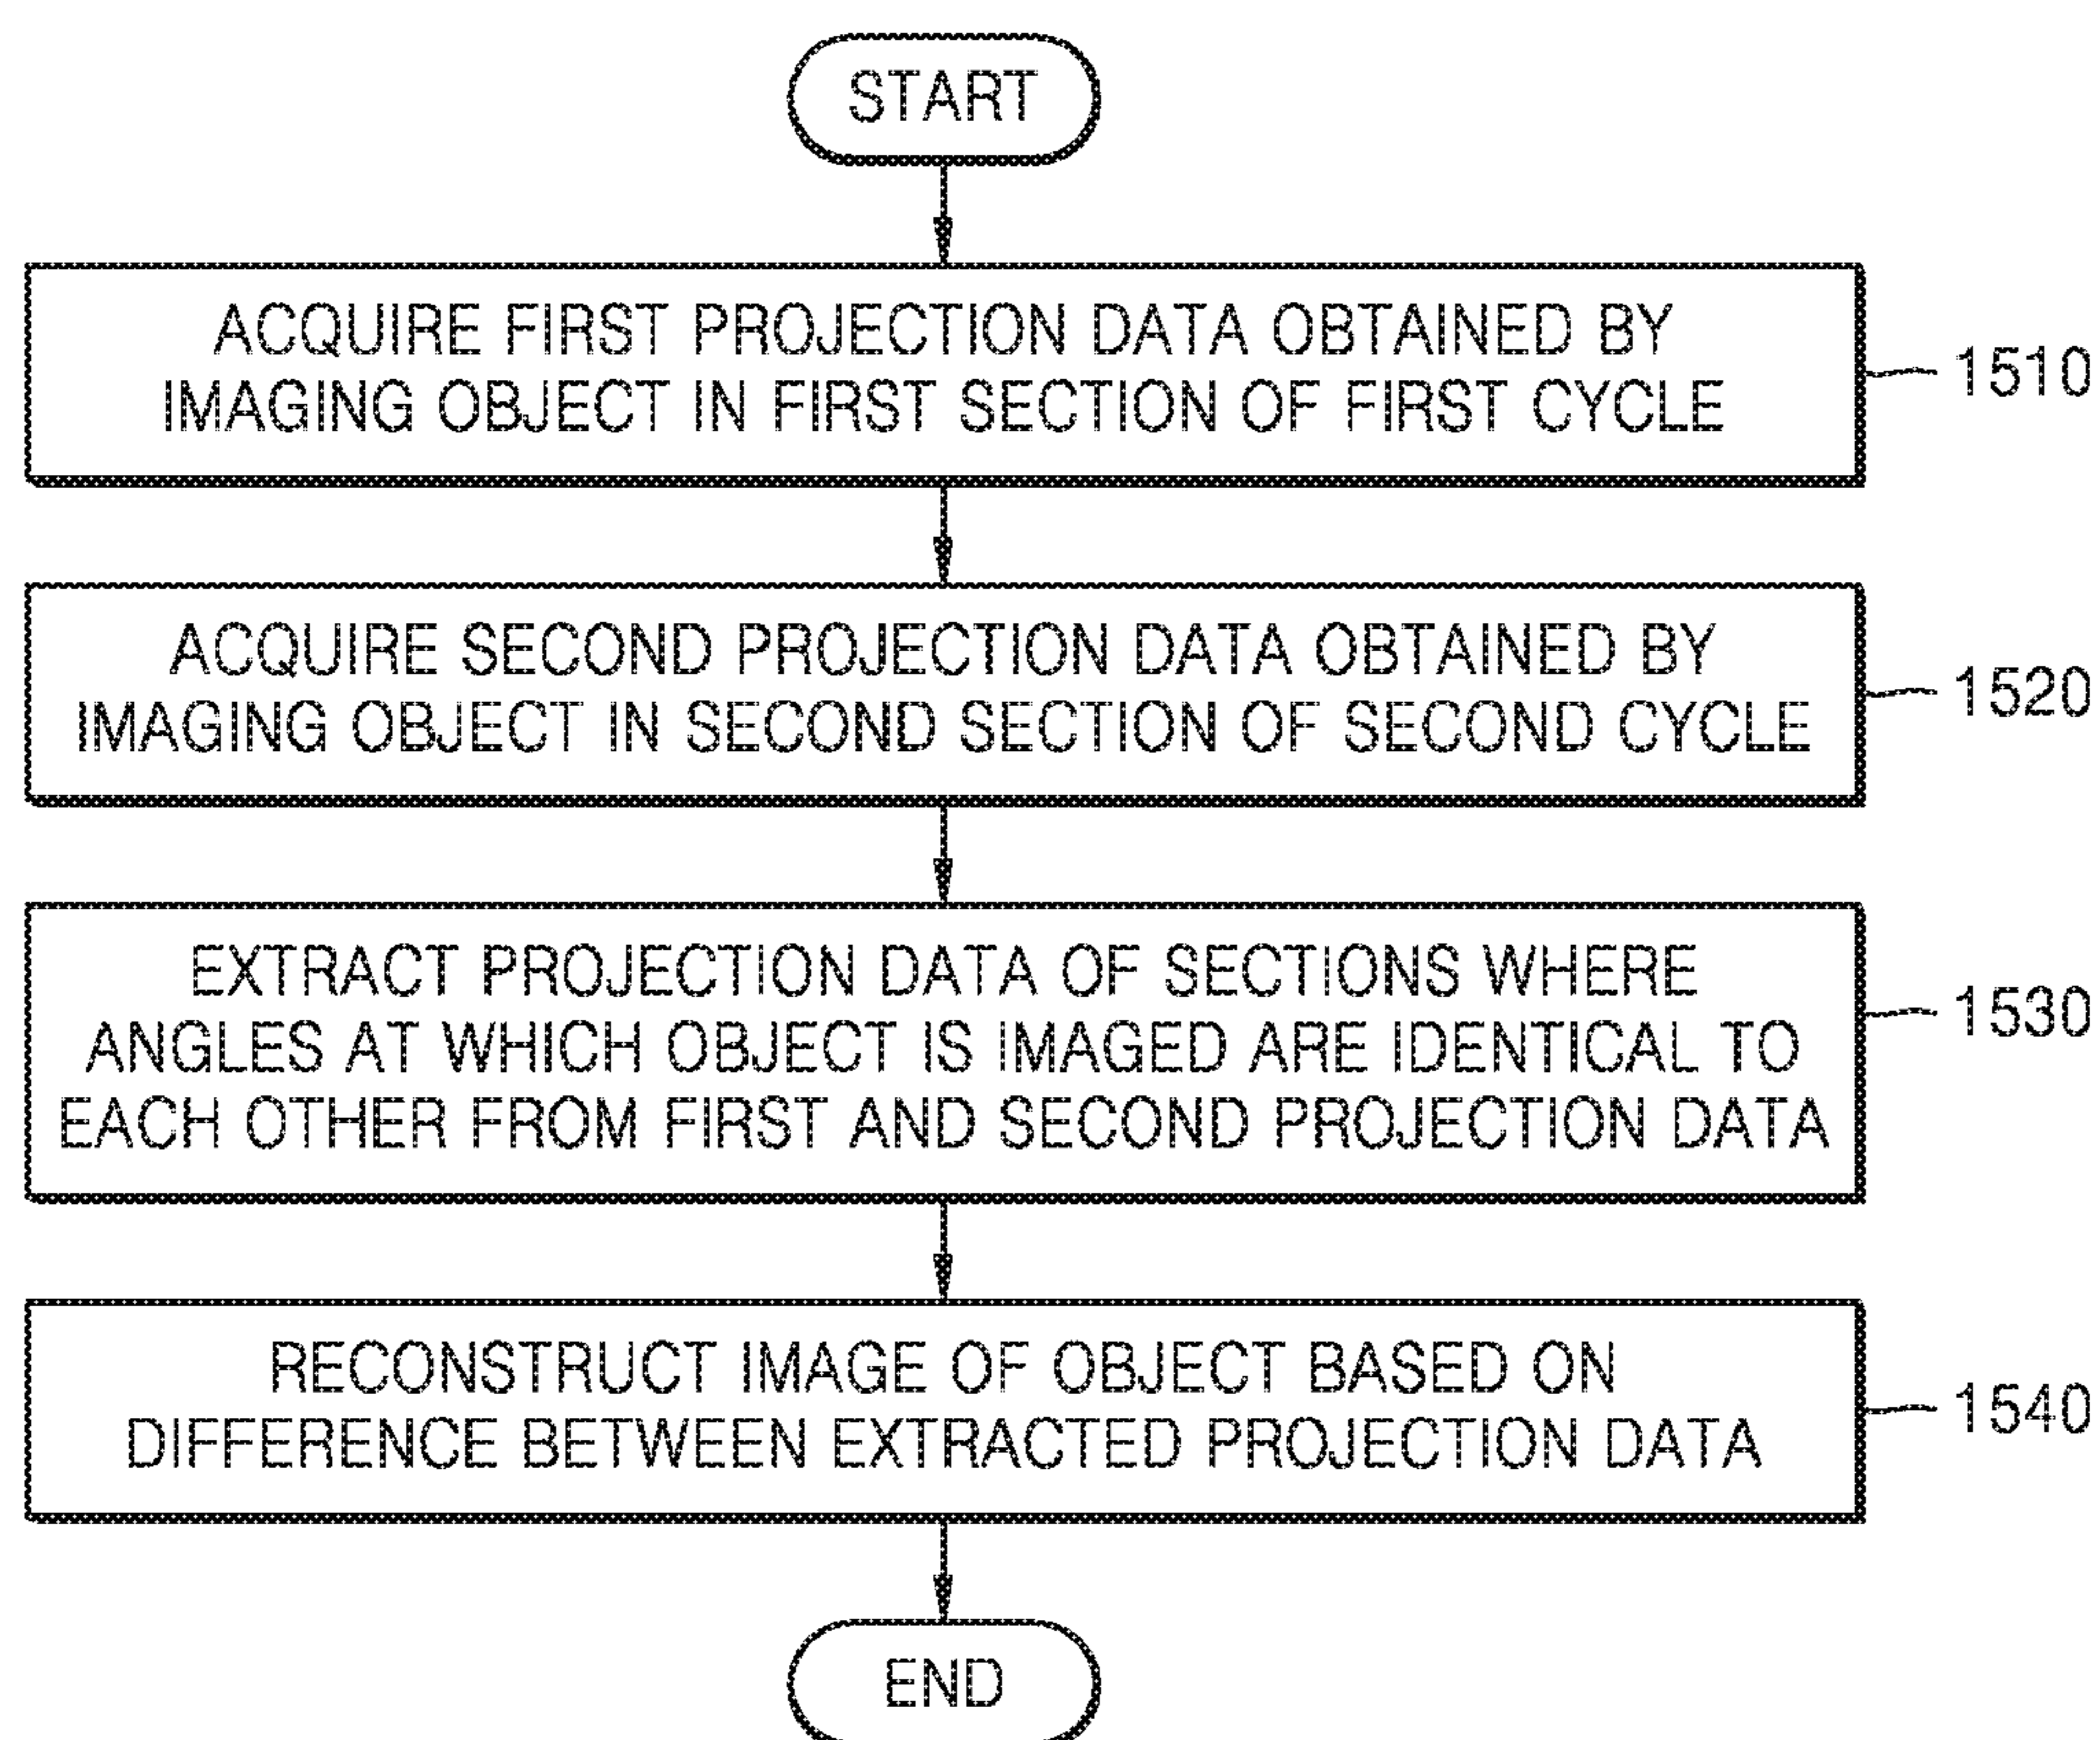 START
ACQUIRE FIRST PROJECTION DATA OBTAINED BY
IMAGING OBJECT IN FIRST SECTION OF FIRST CYCLE
1510
ACQUIRE SECOND PROJECTION DATA OBTAINED BY
IMAGING OBJECT IN SECOND SECTION OF SECOND CYCLE
1520
EXTRACT PROJECTION DATA OF SECTIONS WHERE
ANGLES AT WHICH OBJECT IS IMAGED ARE IDENTICAL TO
EACH OTHER FROM FIRST AND SECOND PROJECTION DATA
1530
RECONSTRUCT IMAGE OF OBJECT BASED ON
DIFFERENCE BETWEEN EXTRACTED PROJECTION DATA
1540
END